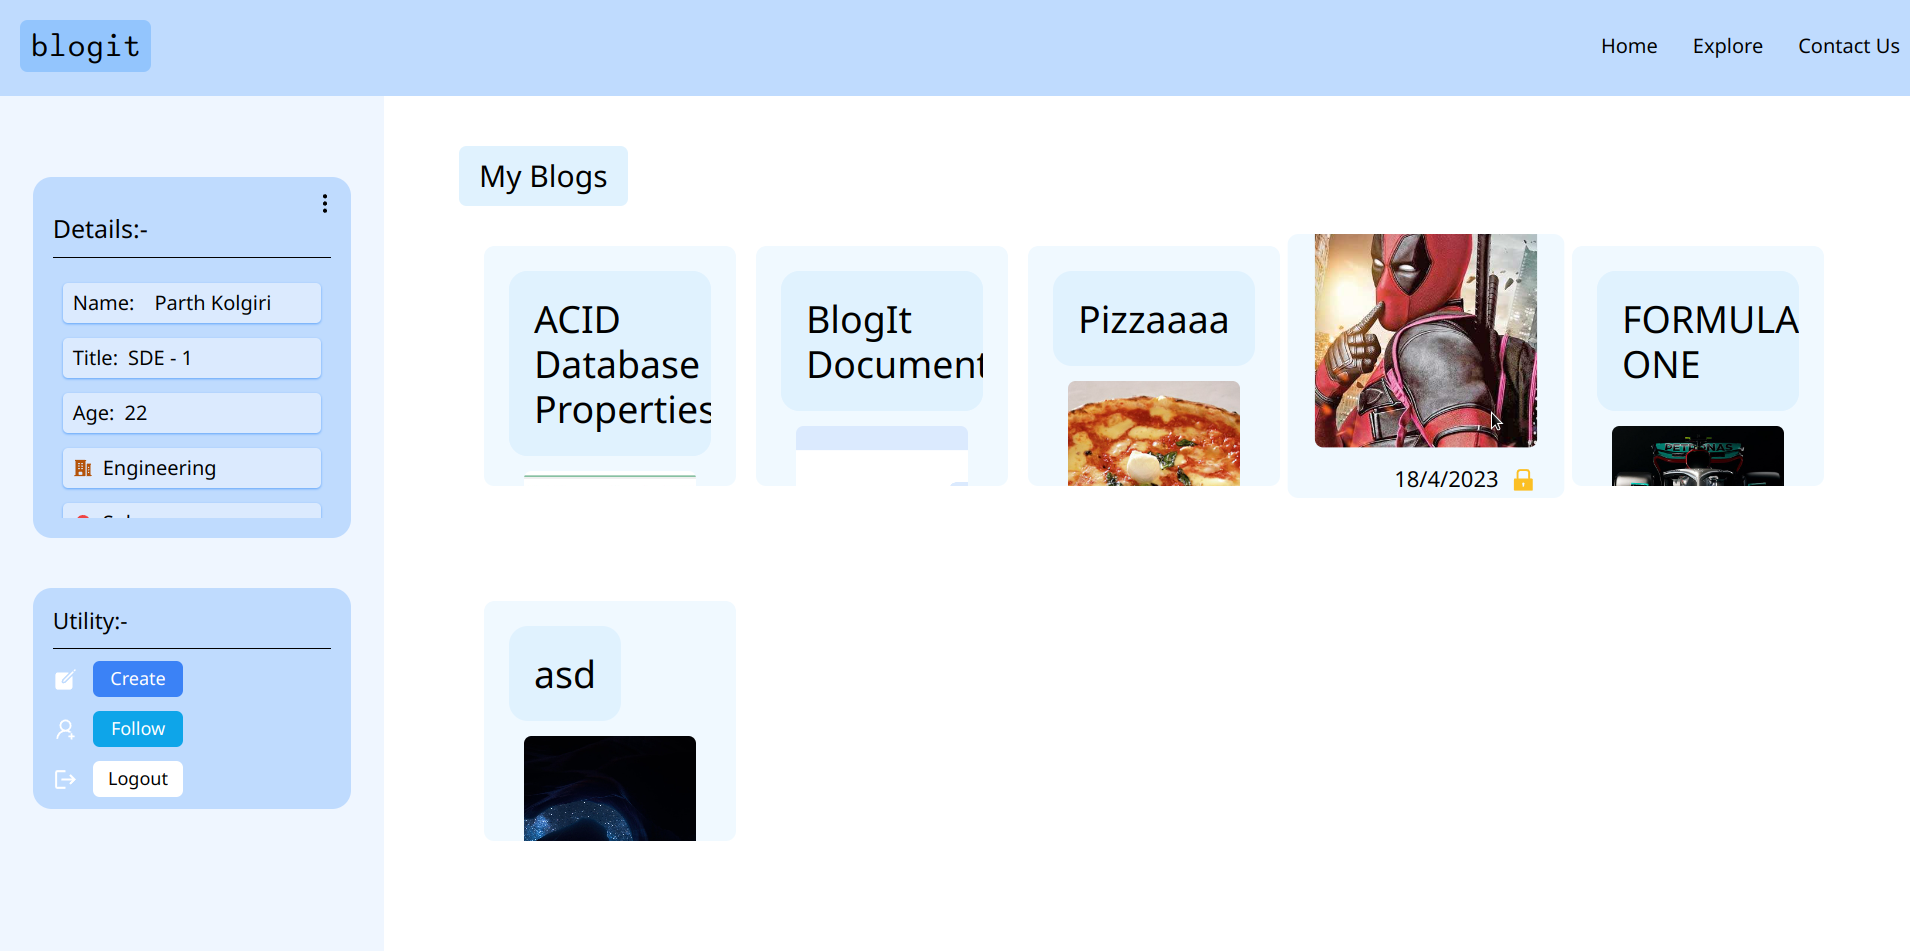 blogit
Home Explore Contact Us
Details:-
Name: Parth Kolgiri
Title: SDE - 1
Age: 22
Engineering
Utility:-
Create
Follow
Logout
My Blogs
ACID
Database
Properties
BlogIt
Document
Pizzaaaa
18/4/2023
FORMULA
ONE
PETRONAS
asd